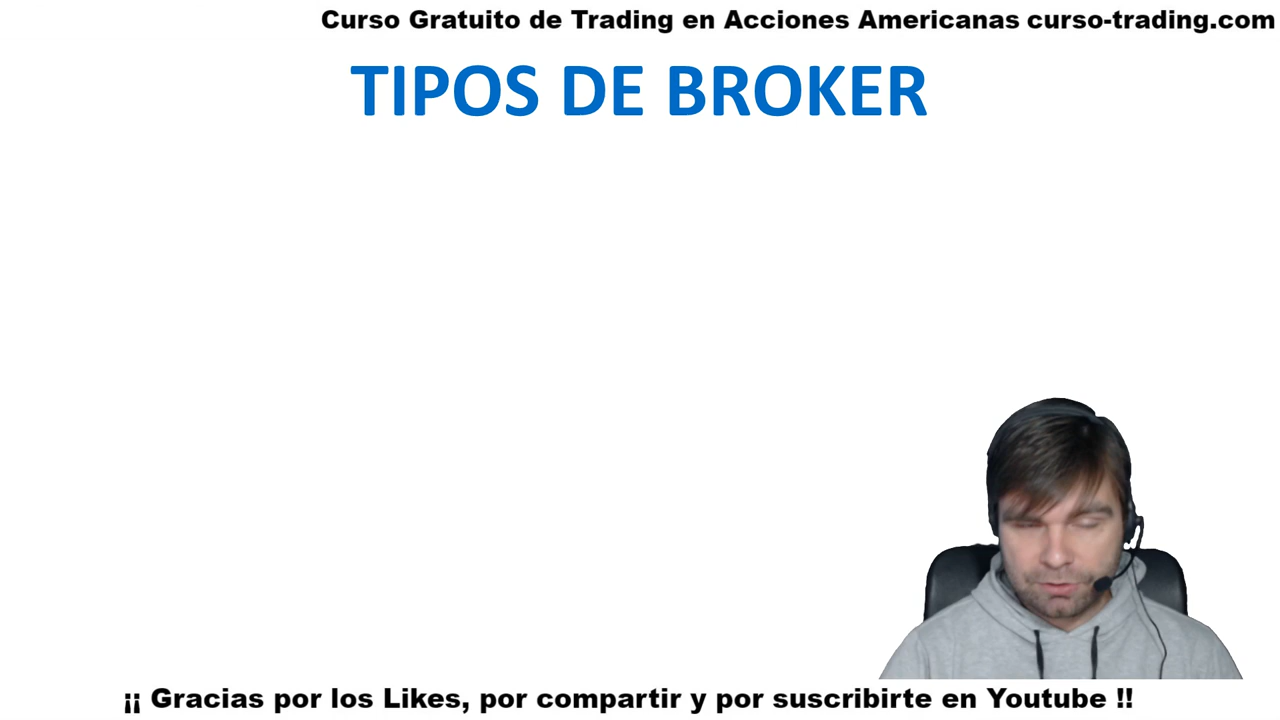 Curso Gratuito de Trading en Acciones Americanas curso-trading.com
TIPOS DE BROKER
¡¡ Gracias por los Likes, por compartir y por suscribirte en Youtube !!